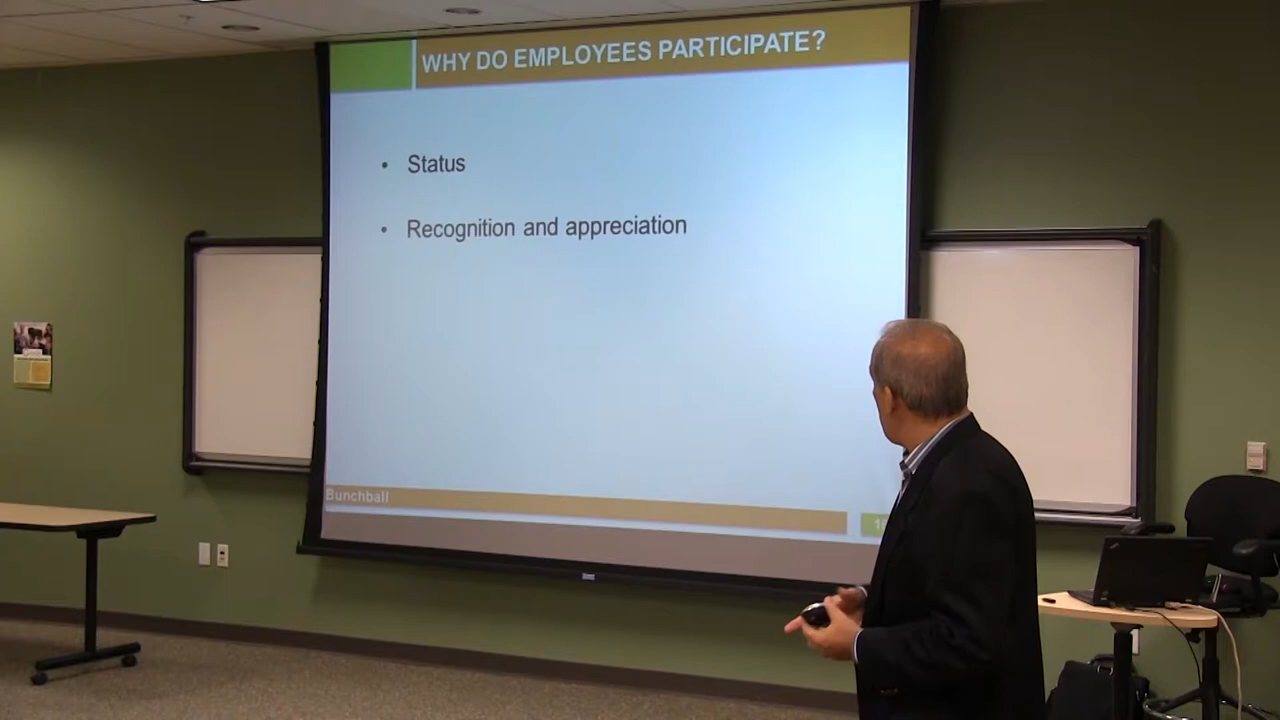 WHY DO EMPLOYEES PARTICIPATE?
• Status
• Recognition and appreciation
Bunchball